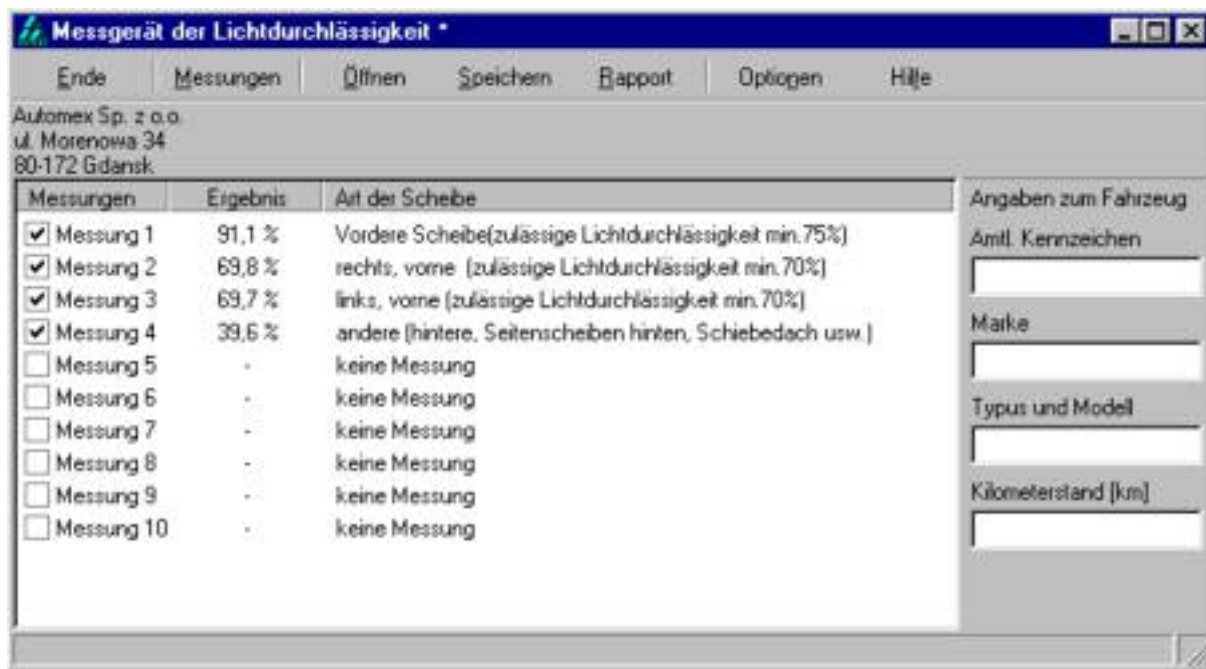 Messgerät der Lichtdurchlässigkeit *
Ende Messungen Öffnen Speichern Rapport Optionen Hilfe
Automex Sp. z o.o.
ul. Morenowa 34
80-172 Gdansk
Messungen Ergebnis Art der Scheibe
Messung 1 91,1 % Vordere Scheibe(zulässige Lichtdurchlässigkeit min.75%)
Messung 2 69,8 % rechts, vorne (zulässige Lichtdurchlässigkeit min.70%)
Messung 3 69,7 % links, vorne (zulässige Lichtdurchlässigkeit min.70%)
Messung 4 39,6 % andere (hintere, Seitenscheiben hinten, Schiebedach usw.)
Messung 5 - keine Messung
Messung 6 - keine Messung
Messung 7 - keine Messung
Messung 8 - keine Messung
Messung 9 - keine Messung
Messung 10 - keine Messung
Angaben zum Fahrzeug
Amtl. Kennzeichen
Marke
Typus und Modell
Kilometerstand [km]